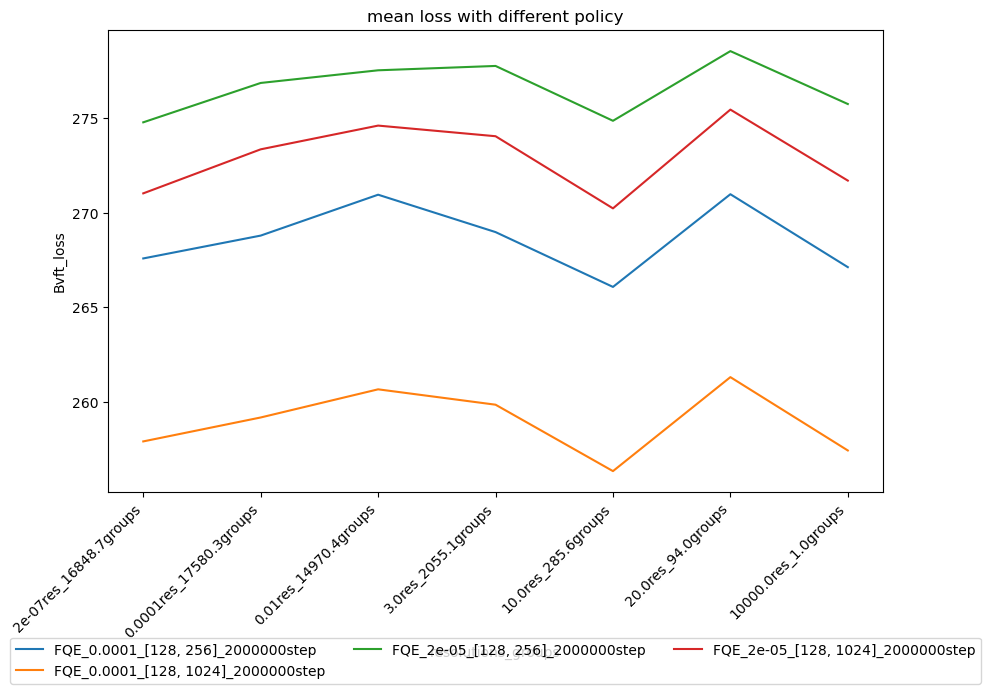 mean loss with different policy
Bvft_loss
275
270
265
260
2e-07res_16848.7groups
0.0001res_17580.3groups
0.01res_14970.4groups
3.0res_2055.1groups
10.0res_285.6groups
20.0res_94.0groups
10000.0res_1.0groups
FQE_0.0001_[128, 256]_2000000step
FQE_2e-05_[128, 256]_2000000step
FQE_2e-05_[128, 1024]_2000000step
FQE_0.0001_[128, 1024]_2000000step